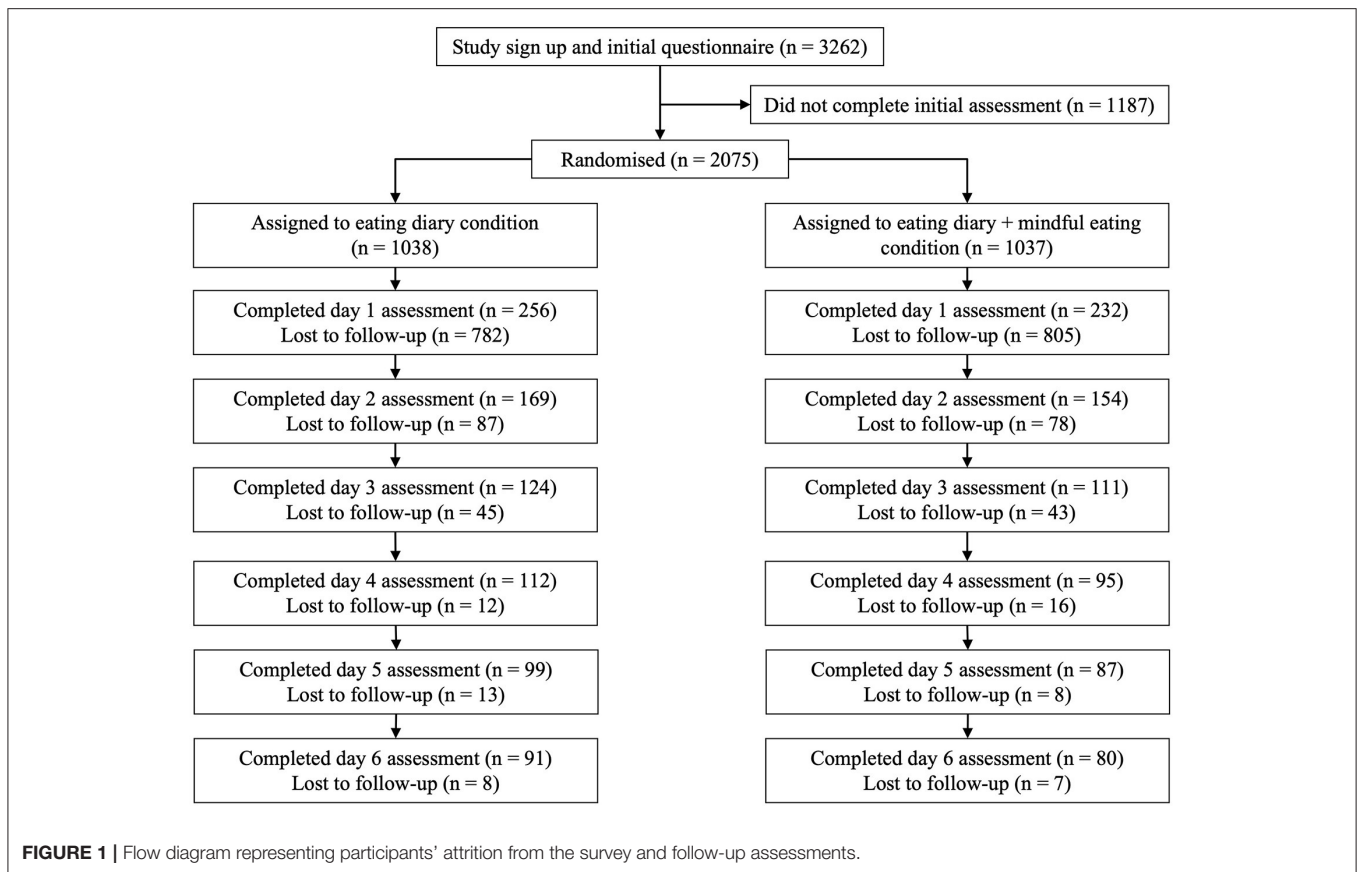 Study sign up and initial questionnaire (n = 3262)
Did not complete initial assessment (n = 1187)
Randomised (n = 2075)
Assigned to eating diary condition
(n = 1038)
Completed day 1 assessment (n = 256)
Lost to follow-up (n = 782)
Completed day 2 assessment (n = 169)
Lost to follow-up (n = 87)
Completed day 3 assessment (n = 124)
Lost to follow-up (n = 45)
Completed day 4 assessment (n = 112)
Lost to follow-up (n = 12)
Completed day 5 assessment (n = 99)
Lost to follow-up (n = 13)
Completed day 6 assessment (n = 91)
Lost to follow-up (n = 8)
Assigned to eating diary + mindful eating
condition (n = 1037)
Completed day 1 assessment (n = 232)
Lost to follow-up (n = 805)
Completed day 2 assessment (n = 154)
Lost to follow-up (n = 78)
Completed day 3 assessment (n = 111)
Lost to follow-up (n = 43)
Completed day 4 assessment (n = 95)
Lost to follow-up (n = 16)
Completed day 5 assessment (n = 87)
Lost to follow-up (n = 8)
Completed day 6 assessment (n = 80)
Lost to follow-up (n = 7)
FIGURE 1 | Flow diagram representing participants' attrition from the survey and follow-up assessments.